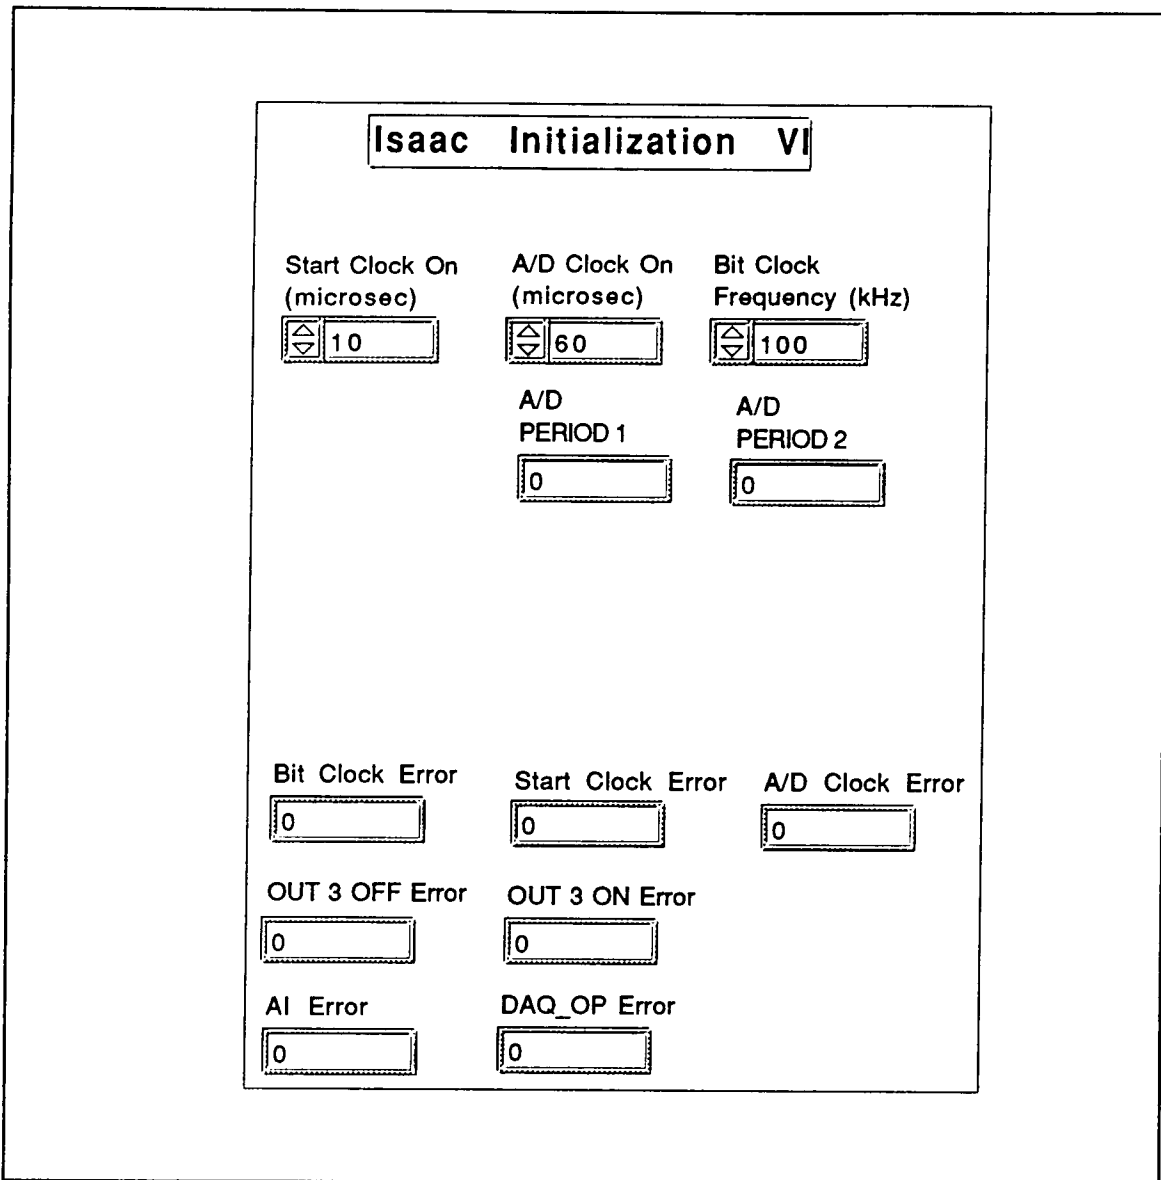 Isaac Initialization VI
Start Clock On
(microsec)
10
A/D Clock On
(microsec)
60
Bit Clock
Frequency (kHz)
100
A/D
PERIOD 1
0
A/D
PERIOD 2
0
Bit Clock Error
0
Start Clock Error
0
A/D Clock Error
0
OUT 3 OFF Error
0
OUT 3 ON Error
0
AI Error
0
DAQ_OP Error
0